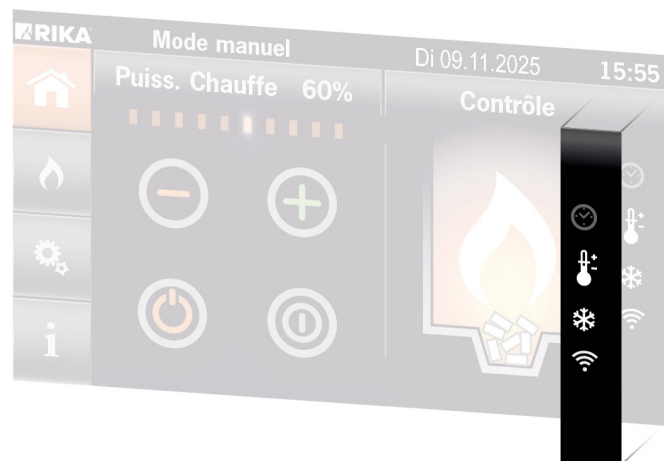 RIKA
Mode manuel
Di 09.11.2025
15:55
Puiss. Chauffe 60%
Contrôle
i